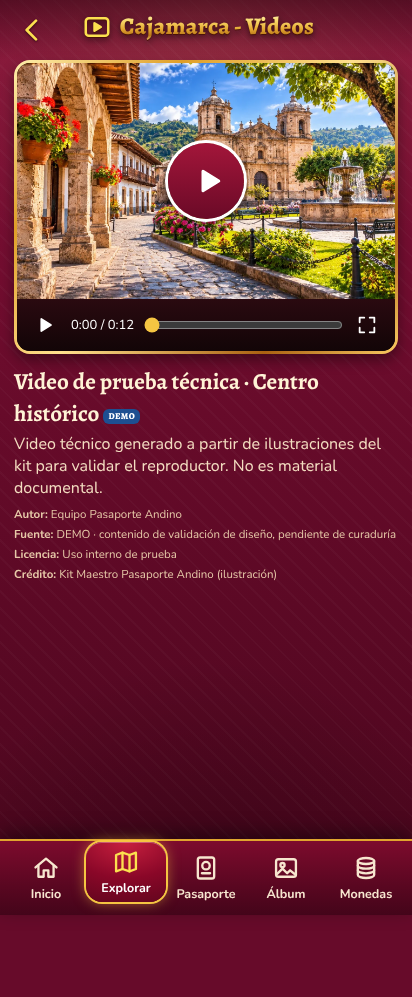 Cajamarca - Videos
0:00 / 0:12
Video de prueba técnica · Centro
histórico DEMO
Video técnico generado a partir de ilustraciones del
kit para validar el reproductor. No es material
documental.
Autor: Equipo Pasaporte Andino
Fuente: DEMO · contenido de validación de diseño, pendiente de curaduría
Licencia: Uso interno de prueba
Crédito: Kit Maestro Pasaporte Andino (ilustración)
Inicio
Explorar
Pasaporte
Álbum
Monedas